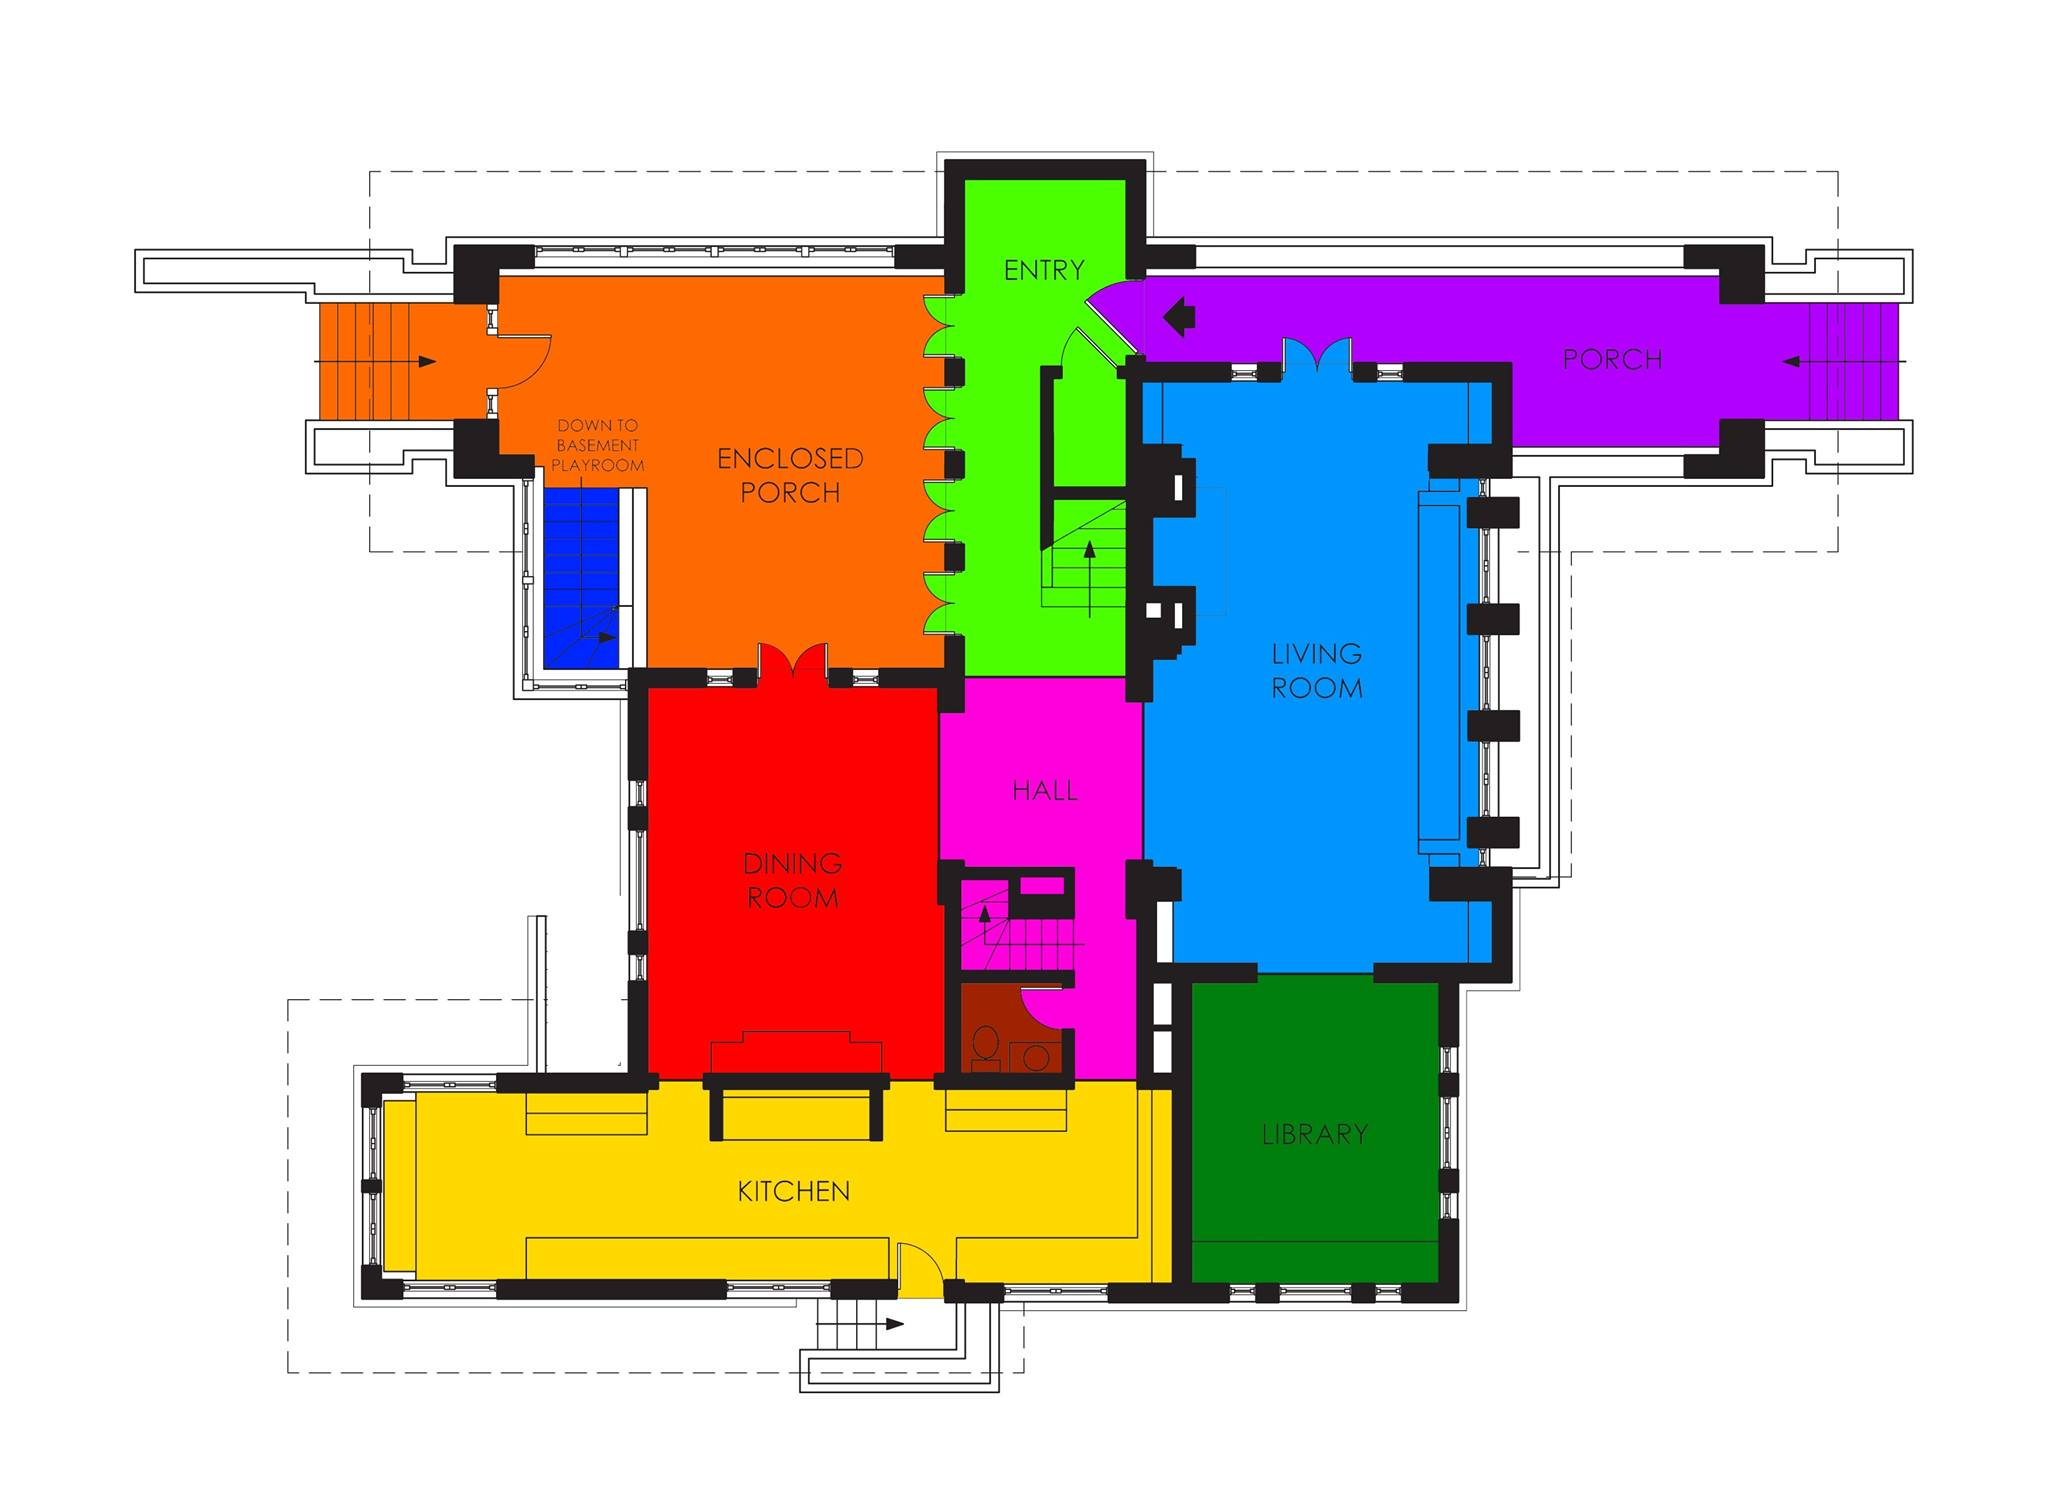 ENTRY
PORCH
DOWN TO
BASEMENT
PLAYROOM
ENCLOSED
PORCH
LIVING
ROOM
HALL
DINING
ROOM
LIBRARY
KITCHEN